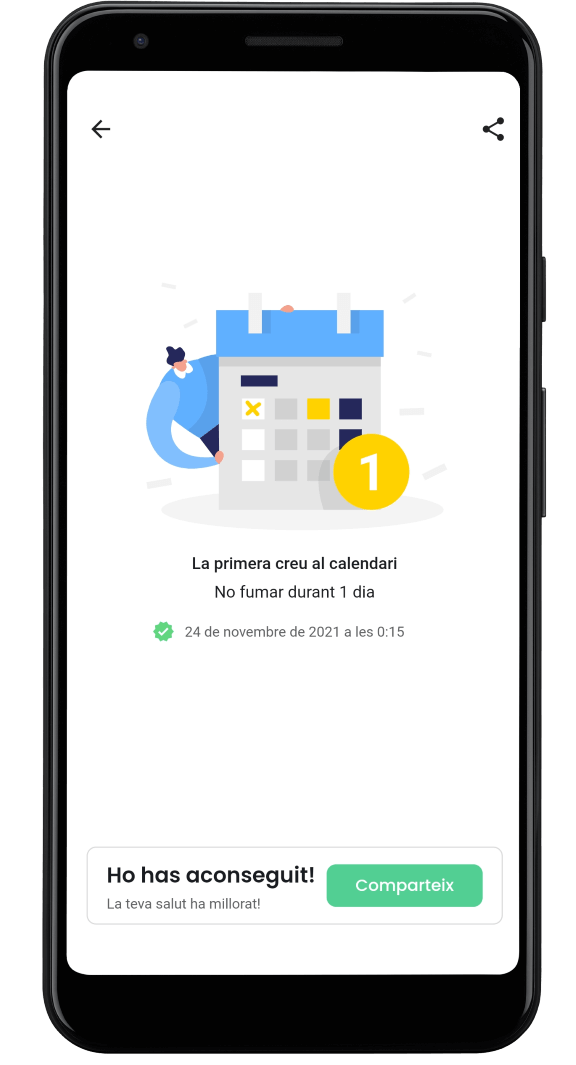 1
La primera creu al calendari
No fumar durant 1 dia
24 de novembre de 2021 a les 0:15
Ho has aconseguit!
La teva salut ha millorat!
Comparteix